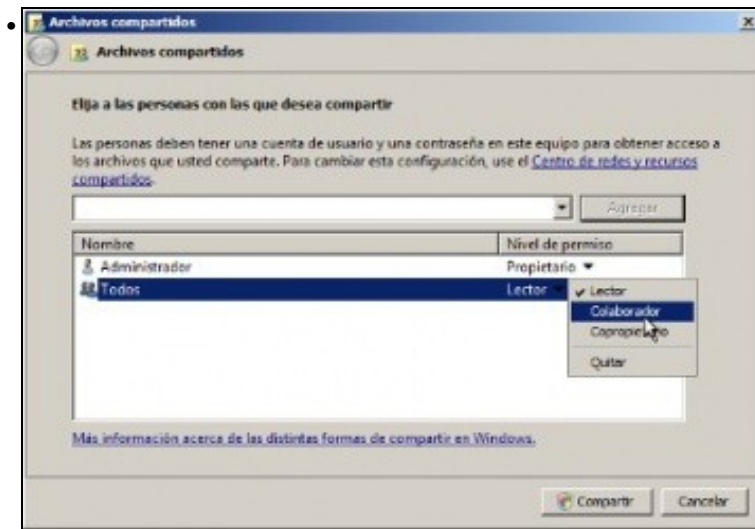 Archivos compartidos
Archivos compartidos
Elija a las personas con las que desea compartir
Las personas deben tener una cuenta de usuario y una contraseña en este equipo para obtener acceso a
los archivos que usted comparte. Para cambiar esta configuración, use el Centro de redes y recursos
compartidos.
Agregar
Nombre Nivel de permiso
Administrador Propietario
Todos Lector
Lector
Colaborador
Copropietario
Quitar
Más información acerca de las distintas formas de compartir en Windows.
Compartir Cancelar